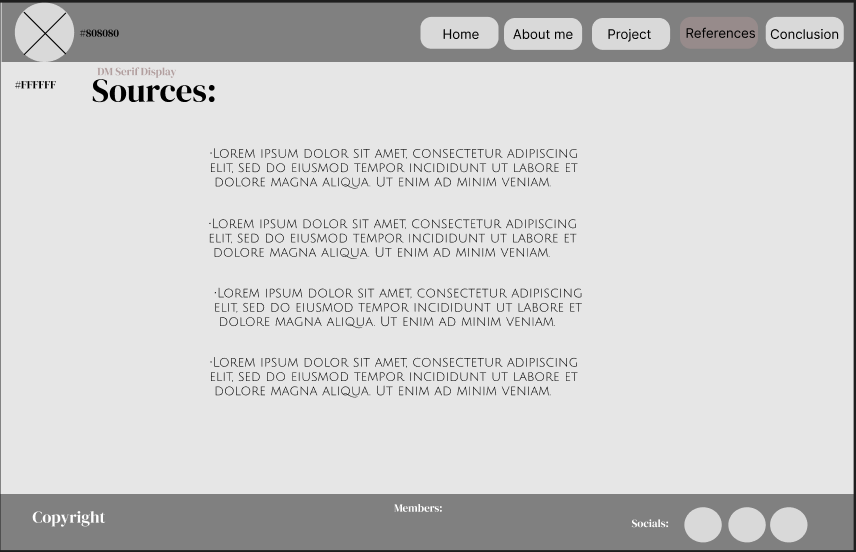 #808080
Home
About me
Project
References
Conclusion
DM Serif Display
#FFFFFF
Sources:
·Lorem ipsum dolor sit amet, consectetur adipiscing
elit, sed do eiusmod tempor incididunt ut labore et
dolore magna aliqua. Ut enim ad minim veniam.
·Lorem ipsum dolor sit amet, consectetur adipiscing
elit, sed do eiusmod tempor incididunt ut labore et
dolore magna aliqua. Ut enim ad minim veniam.
·Lorem ipsum dolor sit amet, consectetur adipiscing
elit, sed do eiusmod tempor incididunt ut labore et
dolore magna aliqua. Ut enim ad minim veniam.
·Lorem ipsum dolor sit amet, consectetur adipiscing
elit, sed do eiusmod tempor incididunt ut labore et
dolore magna aliqua. Ut enim ad minim veniam.
Copyright
Members:
Socials: